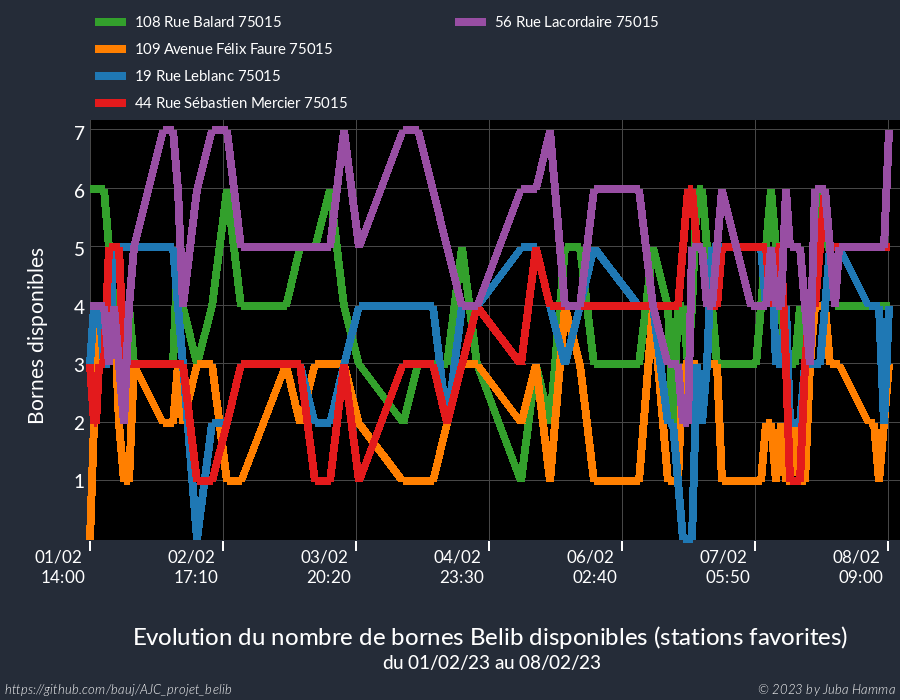 108 Rue Balard 75015
56 Rue Lacordaire 75015
109 Avenue Félix Faure 75015
19 Rue Leblanc 75015
44 Rue Sébastien Mercier 75015
7
6
5
4
3
2
1
Bornes disponibles
01/02 02/02 03/02 04/02 06/02 07/02 08/02
14:00 17:10 20:20 23:30 02:40 05:50 09:00
Evolution du nombre de bornes Belib disponibles (stations favorites)
du 01/02/23 au 08/02/23
https://github.com/bauj/AJC_projet_belib
© 2023 by Juba Hamma